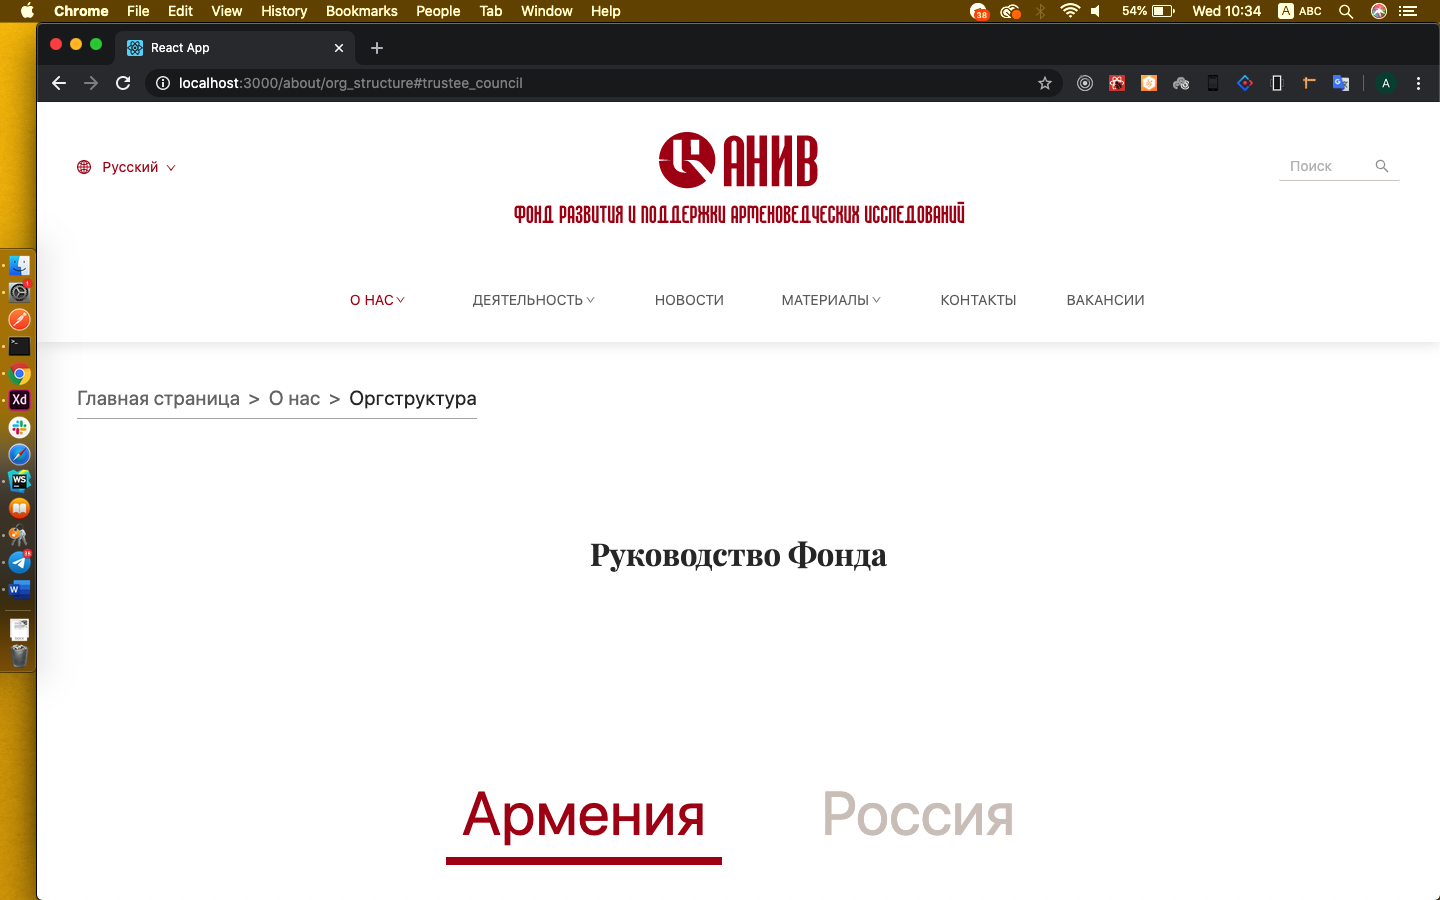 Chrome File Edit View History Bookmarks People Tab Window Help 38 54% Wed 10:34 A ABC
React App
localhost:3000/about/org_structure#trustee_council A
Русский
АНИВ
Поиск
ФОНД РАЗВИТИЯ И ПОДДЕРЖКИ АРМЕНОВЕДЧЕСКИХ ИССЛЕДОВАНИЙ
О НАС ДЕЯТЕЛЬНОСТЬ НОВОСТИ МАТЕРИАЛЫ КОНТАКТЫ ВАКАНСИИ
Главная страница > О нас > Оргструктура
Xd
WS
W
Руководство Фонда
Армения Россия